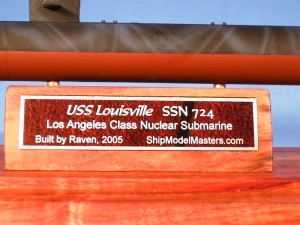 USS Louisville SSN 724
Los Angeles Class Nuclear Submarine
Built by Raven, 2005 ShipModelMasters.com